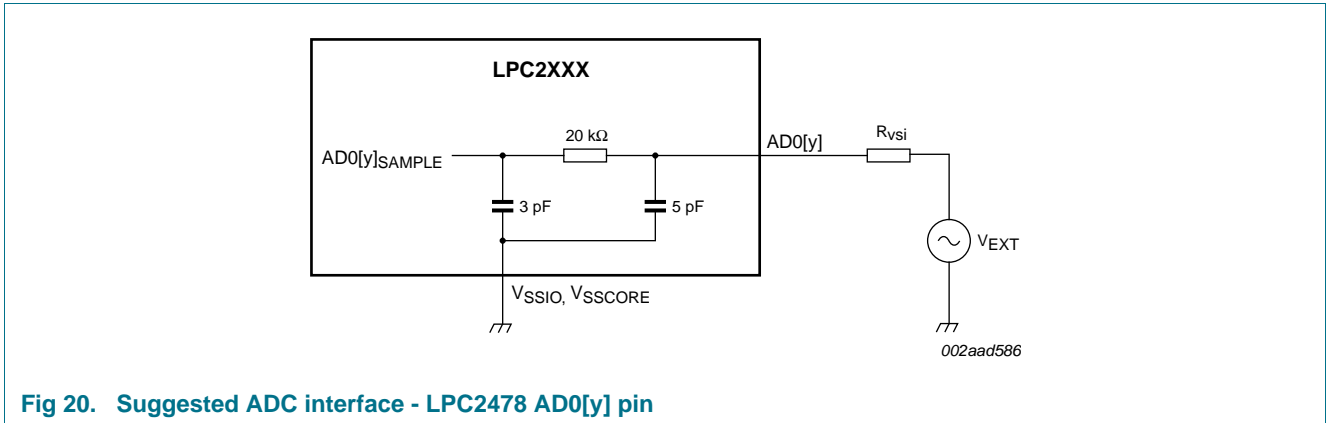 LPC2XXX
20 kΩ
AD0[y]SAMPLE
AD0[y]
Rvsi
3 pF
5 pF
VEXT
VSSIO, VSSCORE
002aad586
Fig 20. Suggested ADC interface - LPC2478 AD0[y] pin